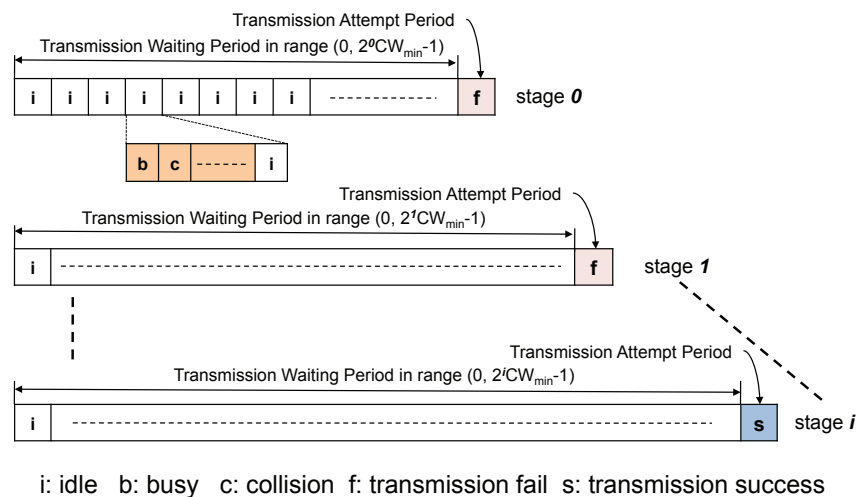 Transmission Attempt Period
Transmission Waiting Period in range (0, 2⁰CWmin-1)
i i i i i i i i f stage 0
b c i
Transmission Attempt Period
Transmission Waiting Period in range (0, 2¹CWmin-1)
i f stage 1
Transmission Attempt Period
Transmission Waiting Period in range (0, 2ⁱCWmin-1)
i s stage i
i: idle b: busy c: collision f: transmission fail s: transmission success